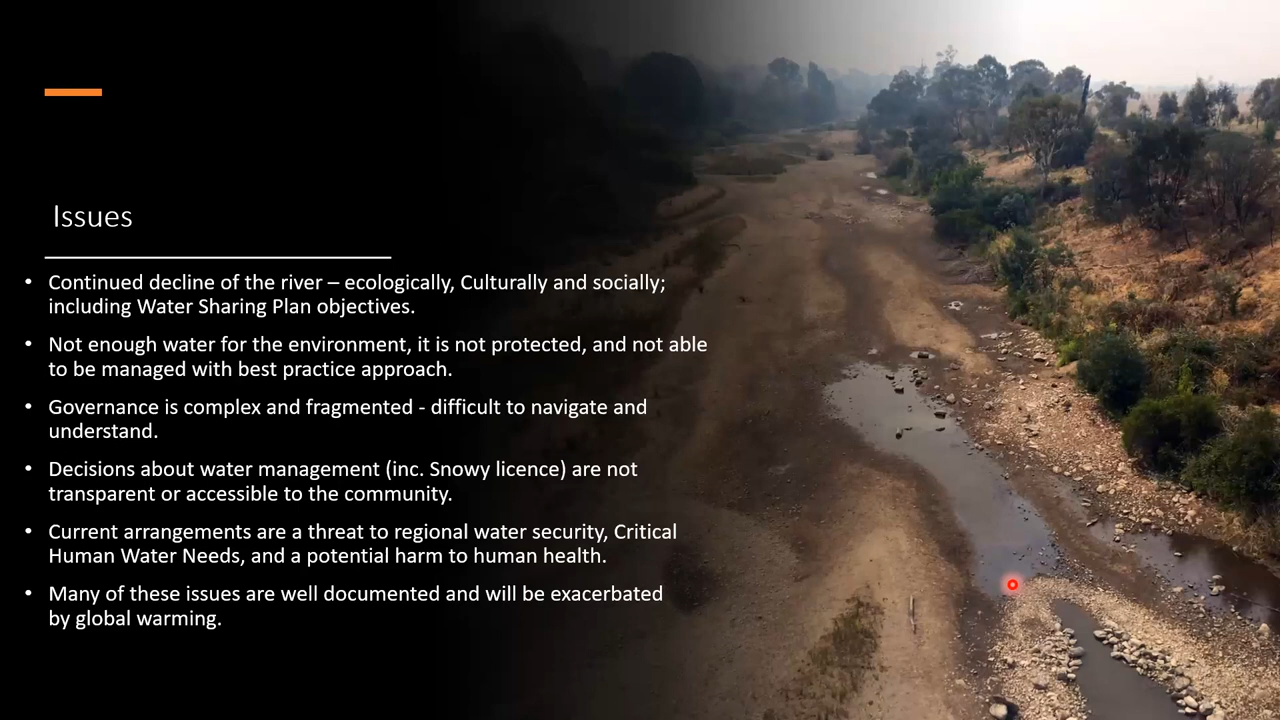 Issues
• Continued decline of the river – ecologically, Culturally and socially;
including Water Sharing Plan objectives.
• Not enough water for the environment, it is not protected, and not able
to be managed with best practice approach.
• Governance is complex and fragmented - difficult to navigate and
understand.
• Decisions about water management (inc. Snowy licence) are not
transparent or accessible to the community.
• Current arrangements are a threat to regional water security, Critical
Human Water Needs, and a potential harm to human health.
• Many of these issues are well documented and will be exacerbated
by global warming.